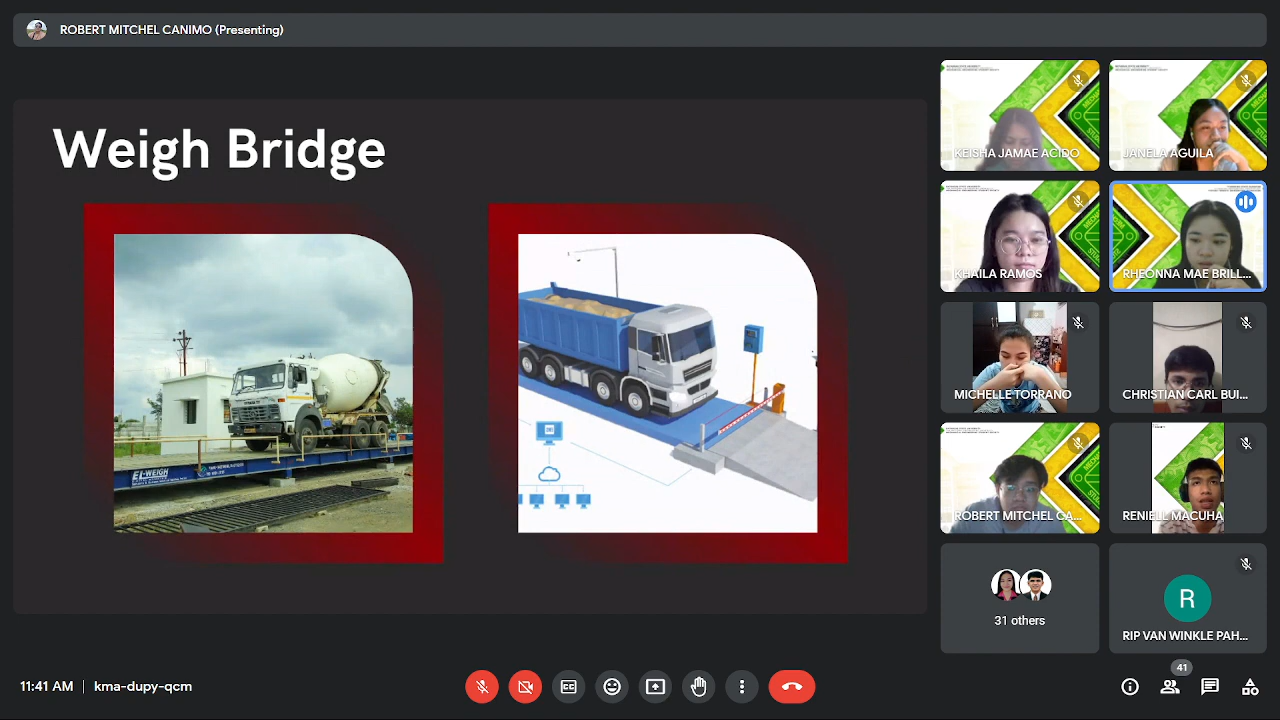 ROBERT MITCHEL CANIMO (Presenting)
Weigh Bridge
EI-WEIGH
KEISHA JAMAE ACIDO
JANELA AGUILA
KHAILA RAMOS
RHEONNA MAE BRILL...
MICHELLE TORRANO
CHRISTIAN CARL BUI...
ROBERT MITCHEL CA...
RENIELL MACUHA
31 others
R
RIP VAN WINKLE PAH...
11:41 AM
kma-dupy-qcm
41